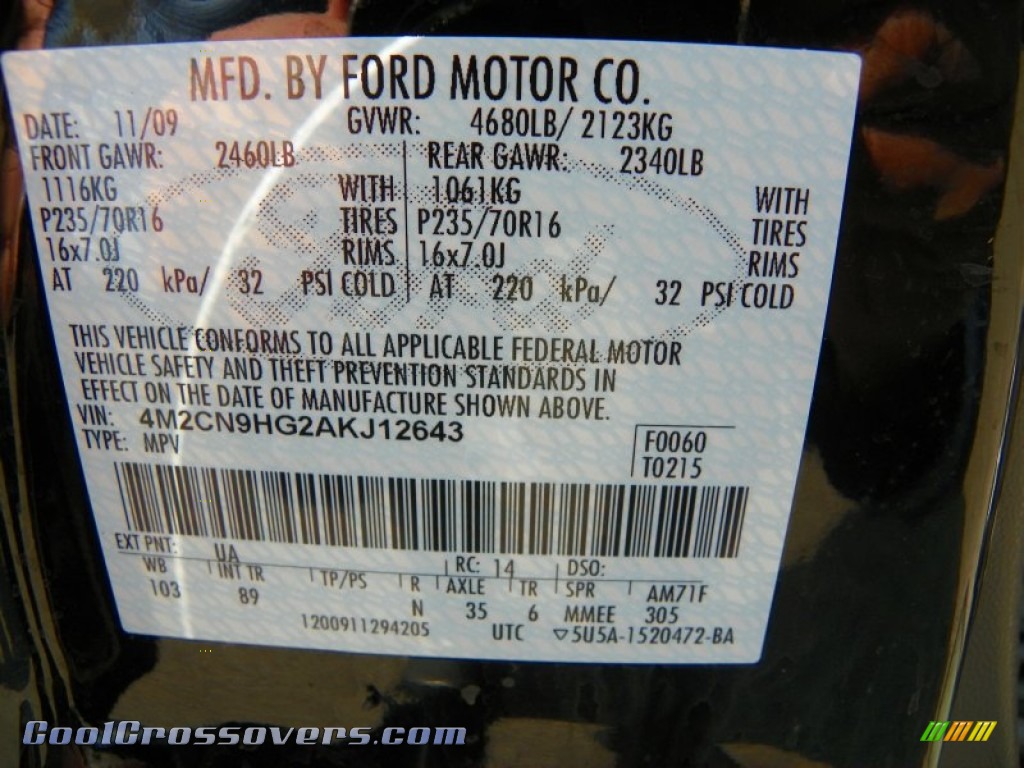 MFD. BY FORD MOTOR CO.
DATE: 11/09 GVWR: 4680LB/ 2123KG
FRONT GAWR: 2460LB REAR GAWR: 2340LB
1116KG WITH 1061KG WITH
P235/70R16 TIRES P235/70R16 TIRES
16x7.0J RIMS 16x7.0J RIMS
AT 220 kPa/ 32 PSI COLD AT 220 kPa/ 32 PSI COLD
THIS VEHICLE CONFORMS TO ALL APPLICABLE FEDERAL MOTOR
VEHICLE SAFETY AND THEFT PREVENTION STANDARDS IN
EFFECT ON THE DATE OF MANUFACTURE SHOWN ABOVE.
VIN: 4M2CN9HG2AKJ12643
TYPE: MPV
F0060
T0215
EXT PNT: UA RC: 14 DSO:
WB INT TR TP/PS R AXLE TR SPR AM71F
103 89 N 35 6 MMEE 305
1200911294205 UTC ▽5U5A-1520472-BA
Ford
CoolCrossovers.com